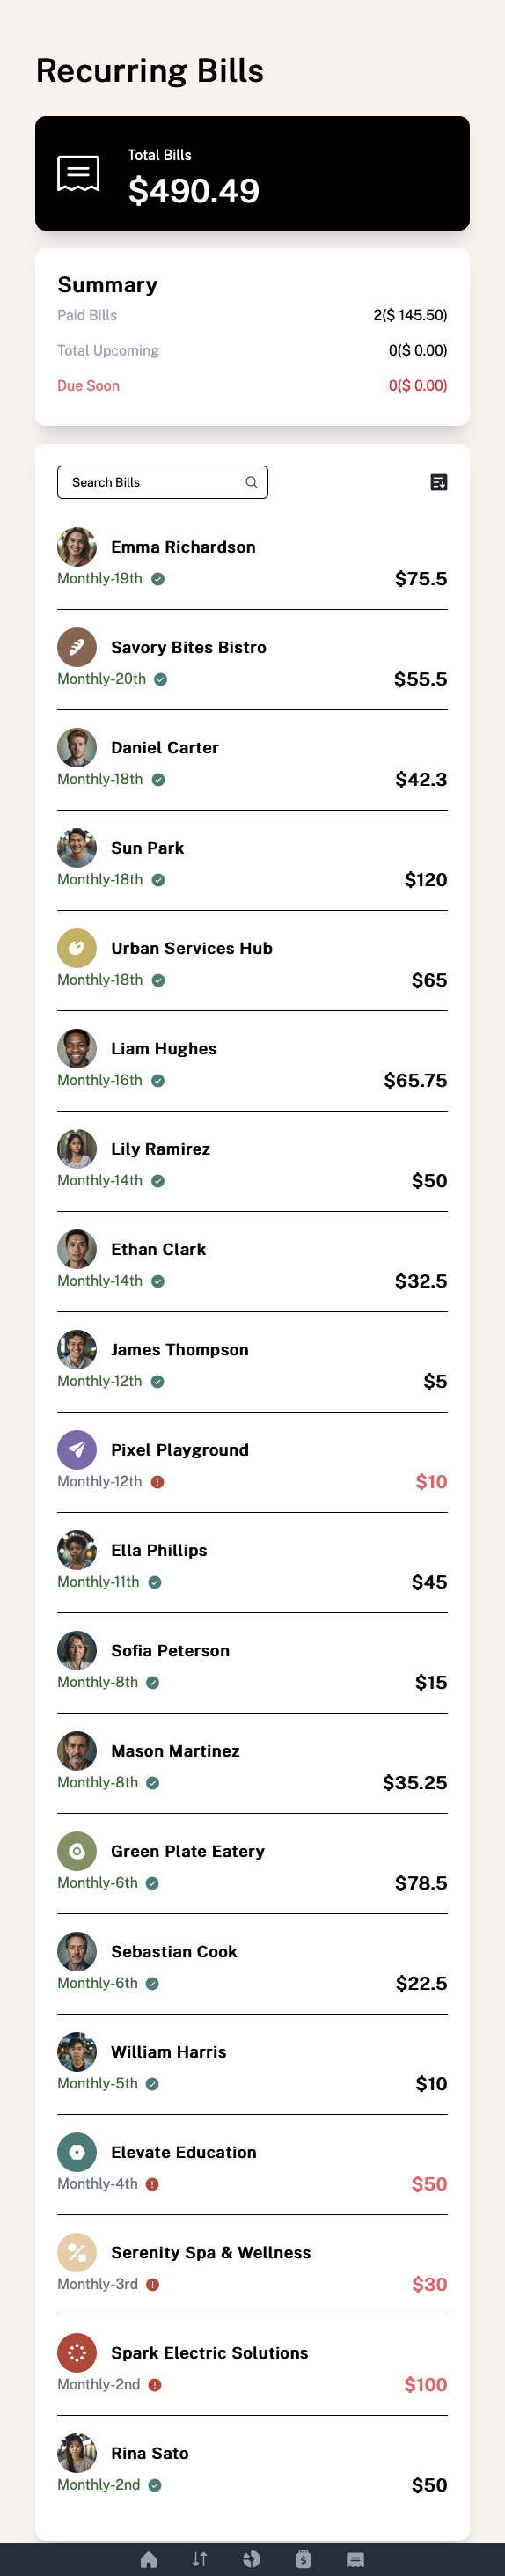 Recurring Bills
Total Bills
$490.49
Summary
Paid Bills 2($ 145.50)
Total Upcoming 0($ 0.00)
Due Soon 0($ 0.00)
Search Bills
Emma Richardson
Monthly-19th $75.5
Savory Bites Bistro
Monthly-20th $55.5
Daniel Carter
Monthly-18th $42.3
Sun Park
Monthly-18th $120
Urban Services Hub
Monthly-18th $65
Liam Hughes
Monthly-16th $65.75
Lily Ramirez
Monthly-14th $50
Ethan Clark
Monthly-14th $32.5
James Thompson
Monthly-12th $5
Pixel Playground
Monthly-12th $10
Ella Phillips
Monthly-11th $45
Sofia Peterson
Monthly-8th $15
Mason Martinez
Monthly-8th $35.25
Green Plate Eatery
Monthly-6th $78.5
Sebastian Cook
Monthly-6th $22.5
William Harris
Monthly-5th $10
Elevate Education
Monthly-4th $50
Serenity Spa & Wellness
Monthly-3rd $30
Spark Electric Solutions
Monthly-2nd $100
Rina Sato
Monthly-2nd $50